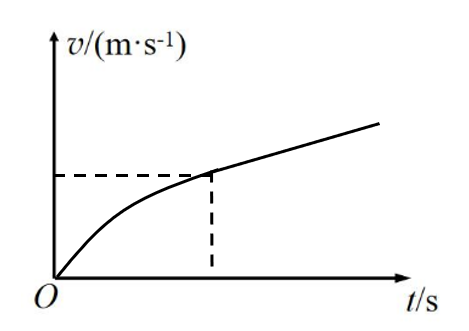 v/(m·s-1)
O
t/s